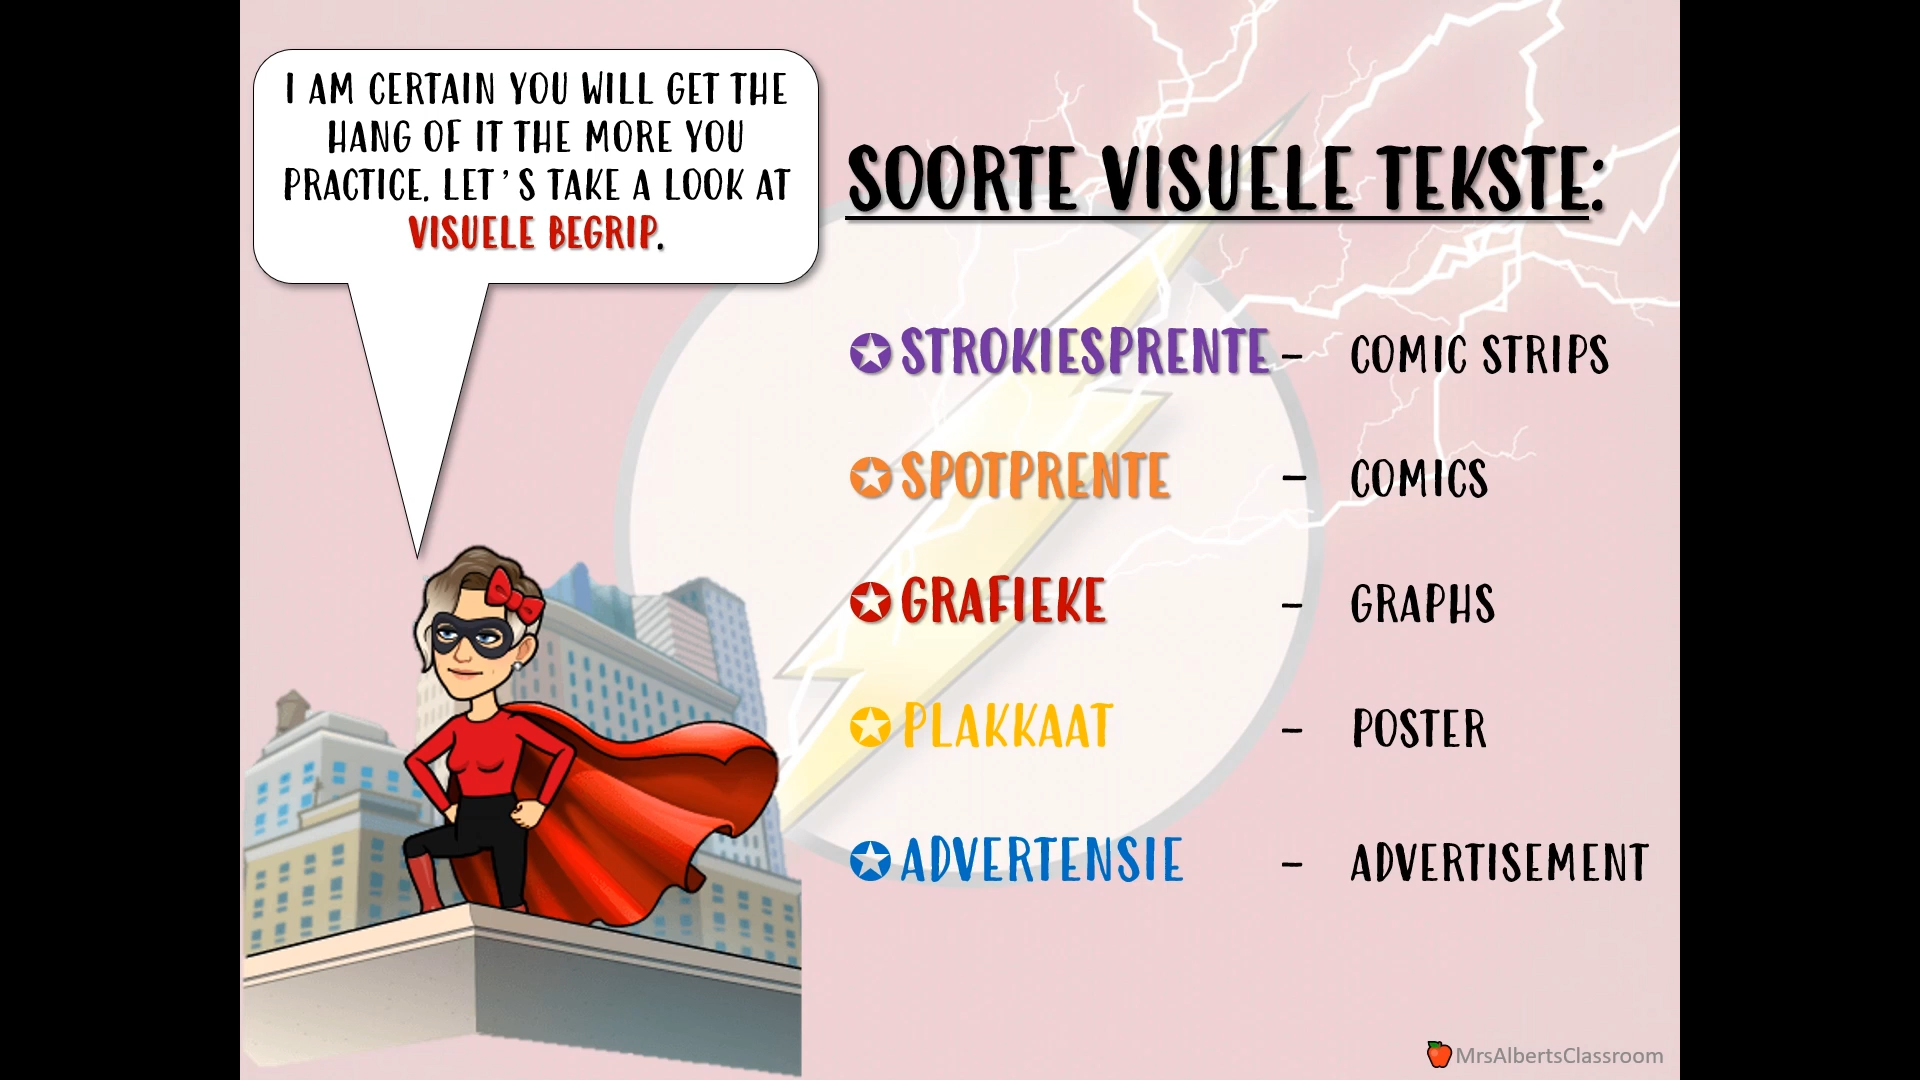 I AM CERTAIN YOU WILL GET THE
HANG OF IT THE MORE YOU
PRACTICE. LET'S TAKE A LOOK AT
VISUELE BEGRIP.
SOORTE VISUELE TEKSTE:
STROKIESPRENTE – COMIC STRIPS
SPOTPRENTE – COMICS
GRAFIEKE – GRAPHS
PLAKKAAT – POSTER
ADVERTENSIE – ADVERTISEMENT
MrsAlbertsClassroom